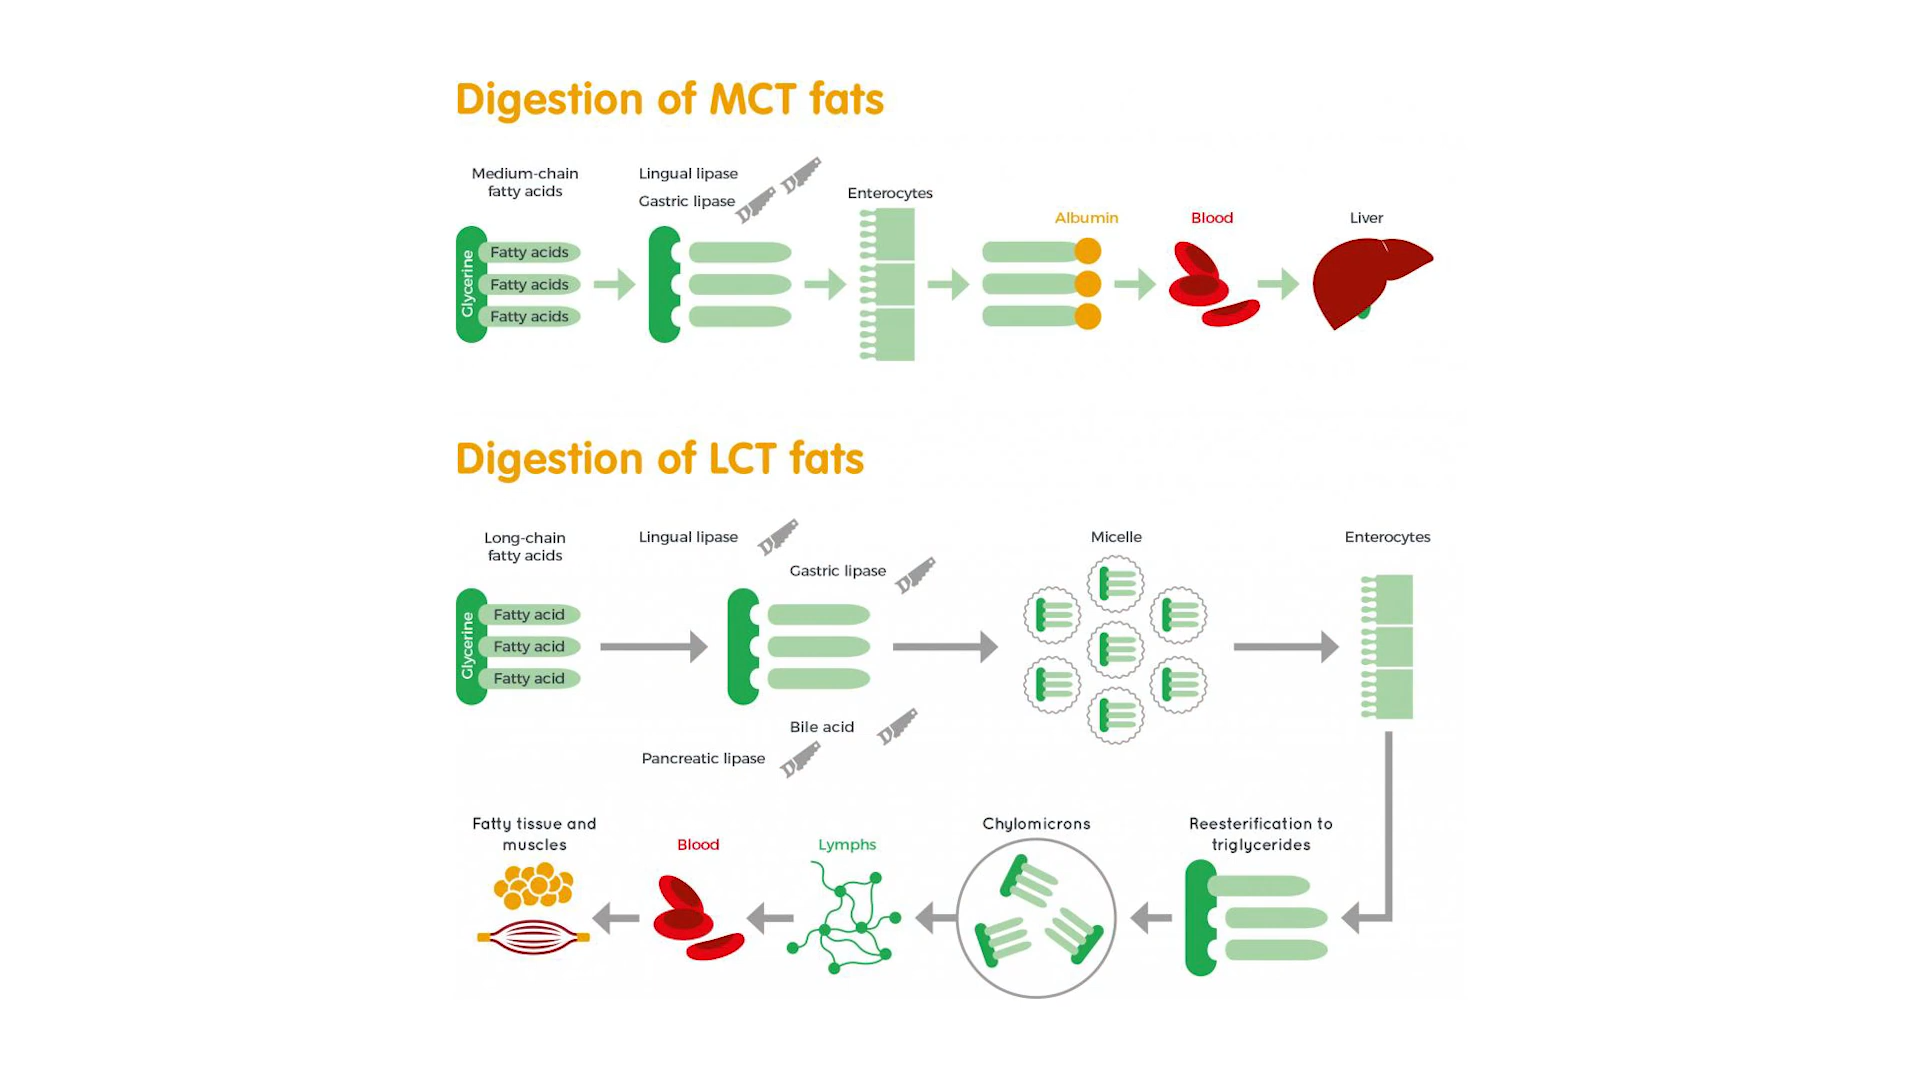 Digestion of MCT fats
Medium-chain
fatty acids
Lingual lipase
Gastric lipase
Enterocytes
Albumin
Blood
Liver
Glycerine
Fatty acids
Fatty acids
Fatty acids
Digestion of LCT fats
Long-chain
fatty acids
Lingual lipase
Gastric lipase
Micelle
Enterocytes
Glycerine
Fatty acid
Fatty acid
Fatty acid
Bile acid
Pancreatic lipase
Fatty tissue and
muscles
Blood
Lymphs
Chylomicrons
Reesterification to
triglycerides